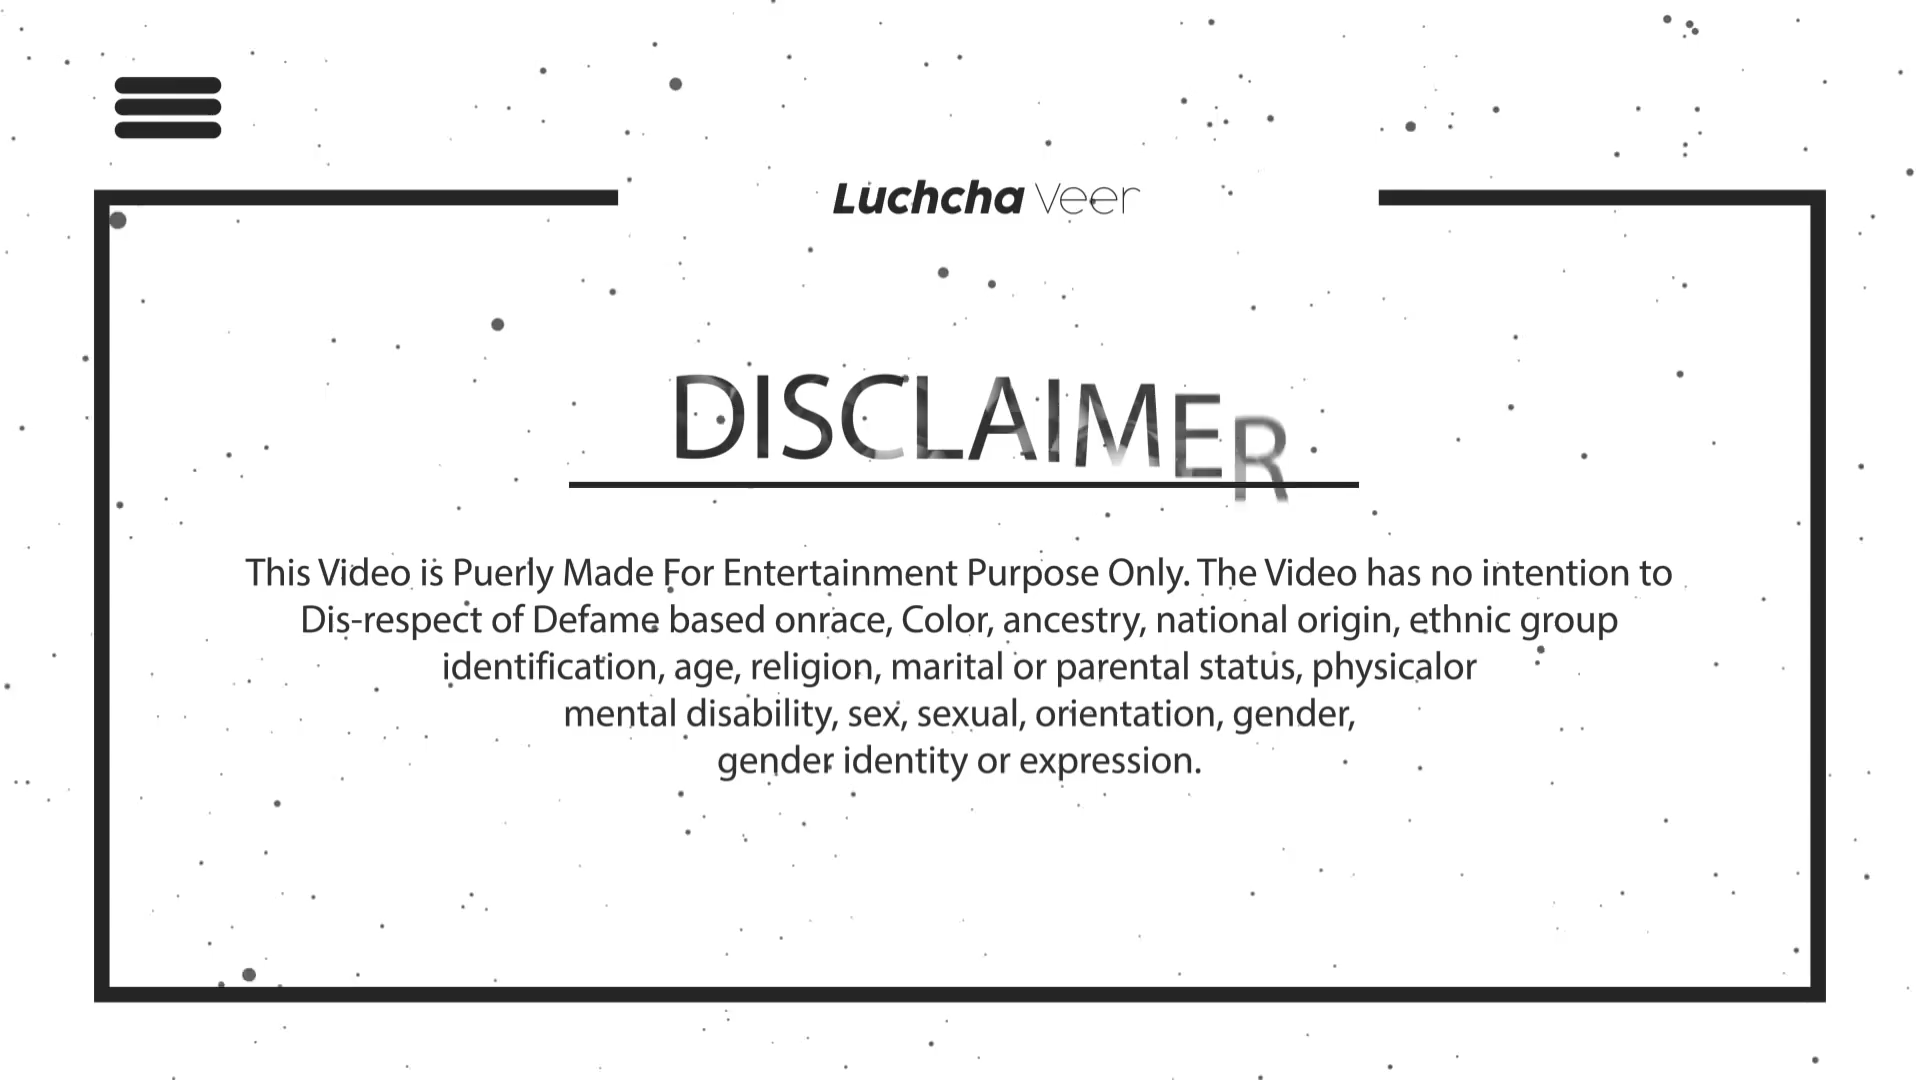 Luchcha Veer
DISCLAIMER
This Video is Puerly Made For Entertainment Purpose Only. The Video has no intention to
Dis-respect of Defame based onrace, Color, ancestry, national origin, ethnic group
identification, age, religion, marital or parental status, physicalor
mental disability, sex, sexual, orientation, gender,
gender identity or expression.